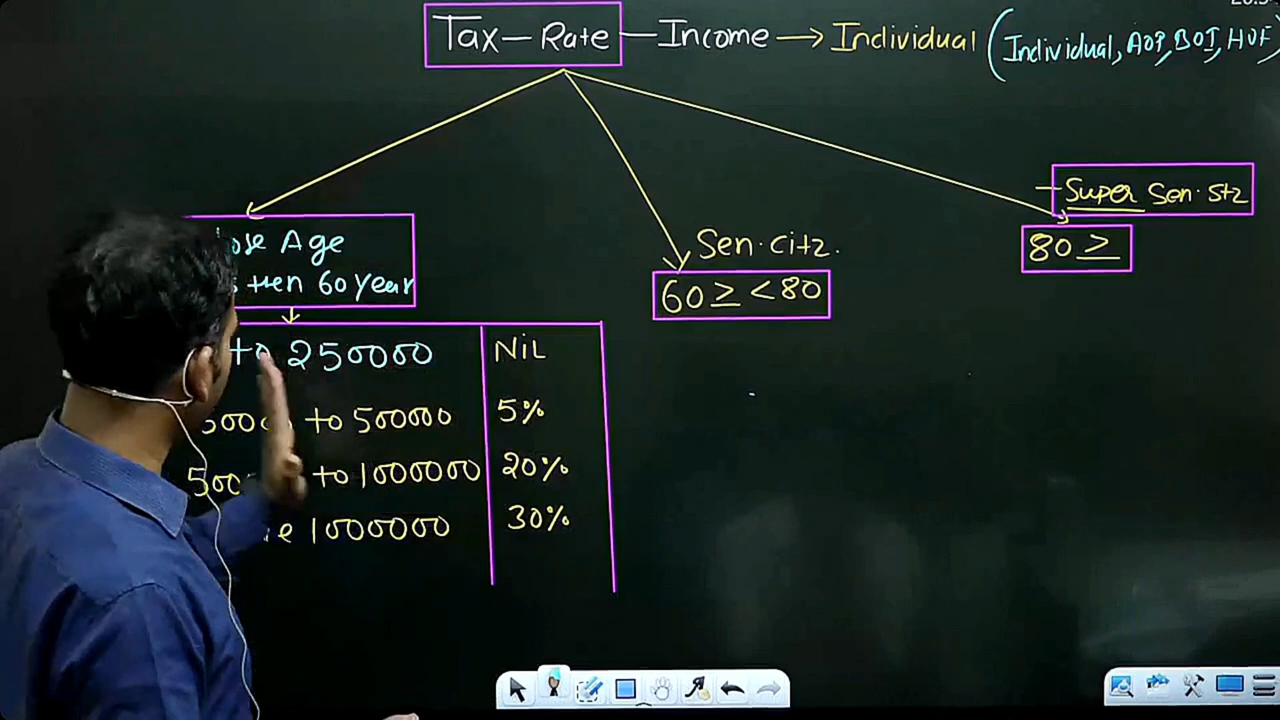 Tax-Rate - Income → Individual (Individual, AOP, BOI, HUF
Super Sen. Stz
80 ≥
Sen. Citz.
60 ≥ < 80
Age
then 60 year
to 250000 NiL
to 500000 5%
to 1000000 20%
1000000 30%